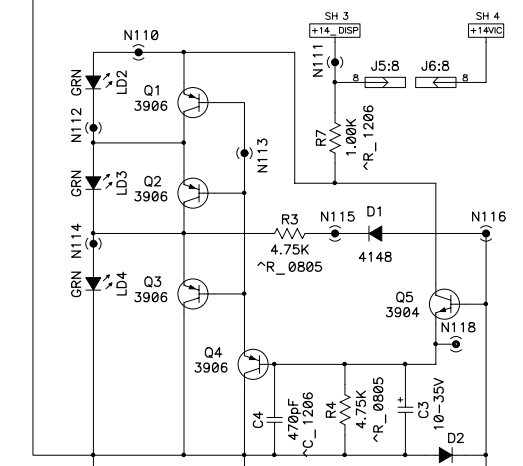 SH 3
+14_DISP
SH 4
+14VIC
N110
N111
J5:8
J6:8
8
8
GRN
LD2
Q1
3906
N112
N113
R7
1.00K
^R_1206
GRN
LD3
Q2
3906
N114
R3
4.75K
^R_0805
N115
D1
4148
N116
GRN
LD4
Q3
3906
Q5
3904
N118
Q4
3906
C4
470pF
^C_1206
R4
4.75K
^R_0805
+
C3
10-35V
D2